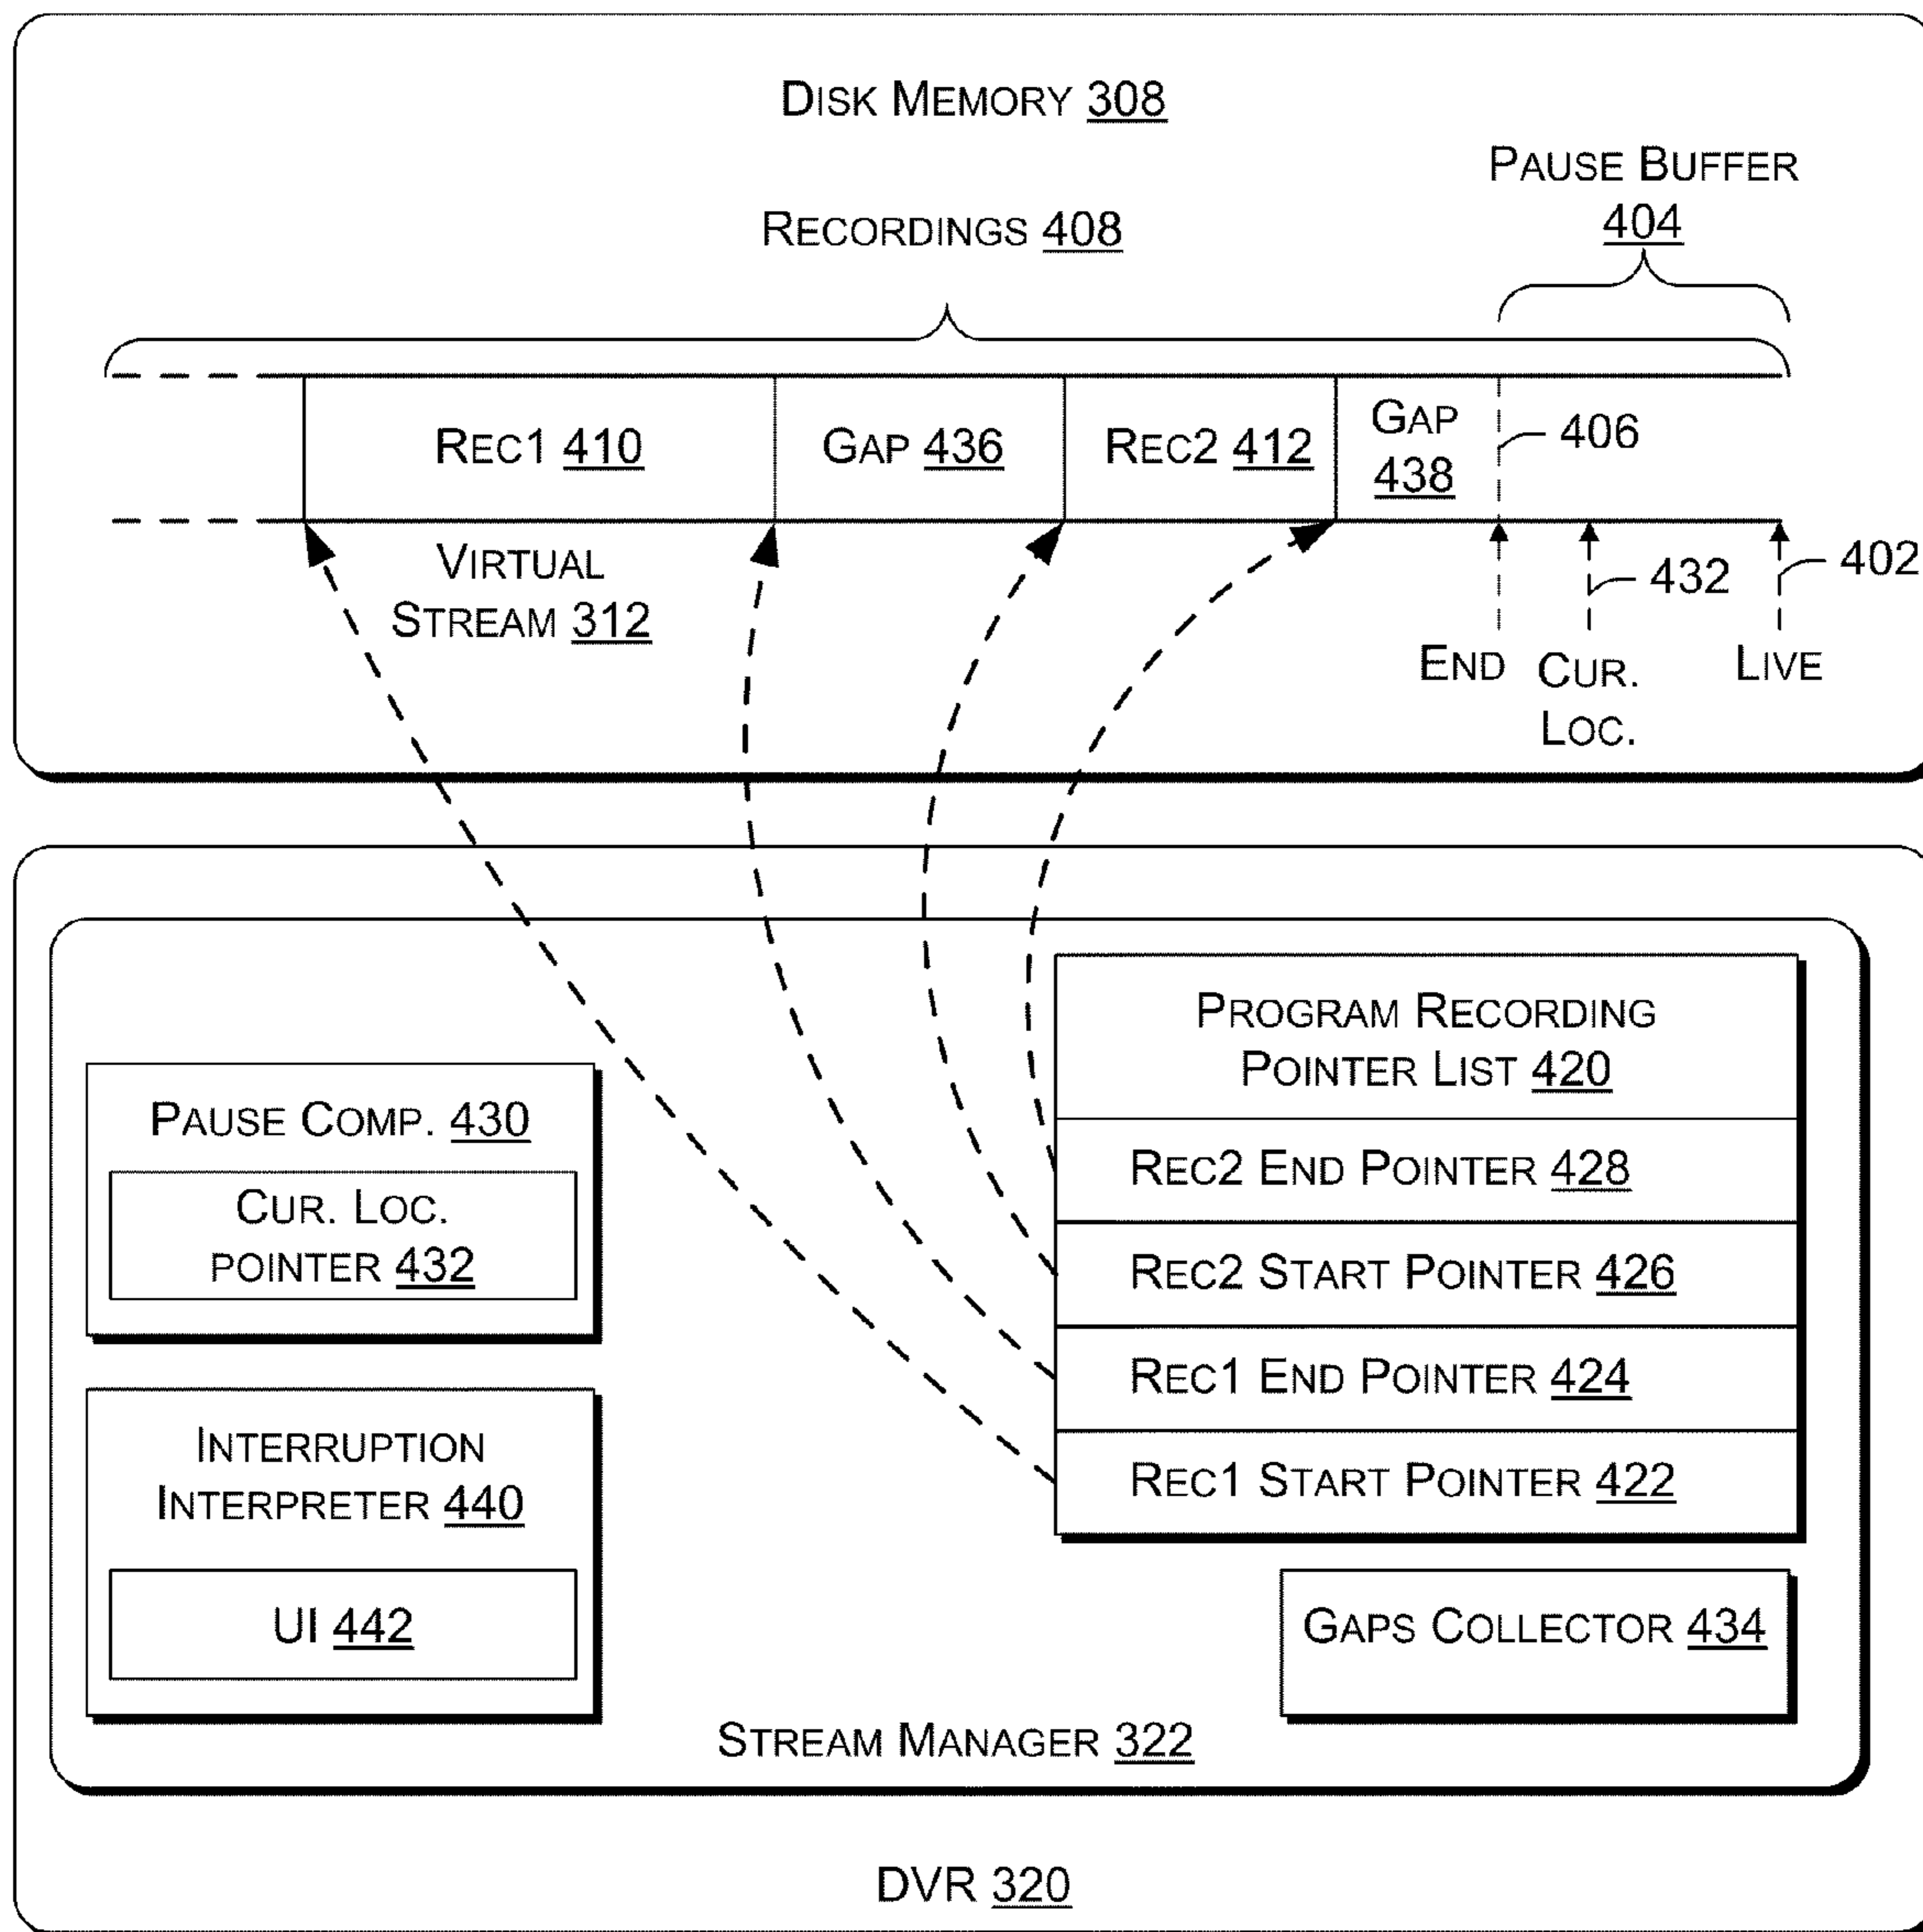 DISK MEMORY 308
PAUSE BUFFER
404
RECORDINGS 408
REC1 410
GAP 436
REC2 412
GAP
438
406
VIRTUAL
STREAM 312
432
402
END
CUR.
LOC.
LIVE
PROGRAM RECORDING
POINTER LIST 420
REC2 END POINTER 428
REC2 START POINTER 426
REC1 END POINTER 424
REC1 START POINTER 422
PAUSE COMP. 430
CUR. LOC.
POINTER 432
INTERRUPTION
INTERPRETER 440
UI 442
GAPS COLLECTOR 434
STREAM MANAGER 322
DVR 320